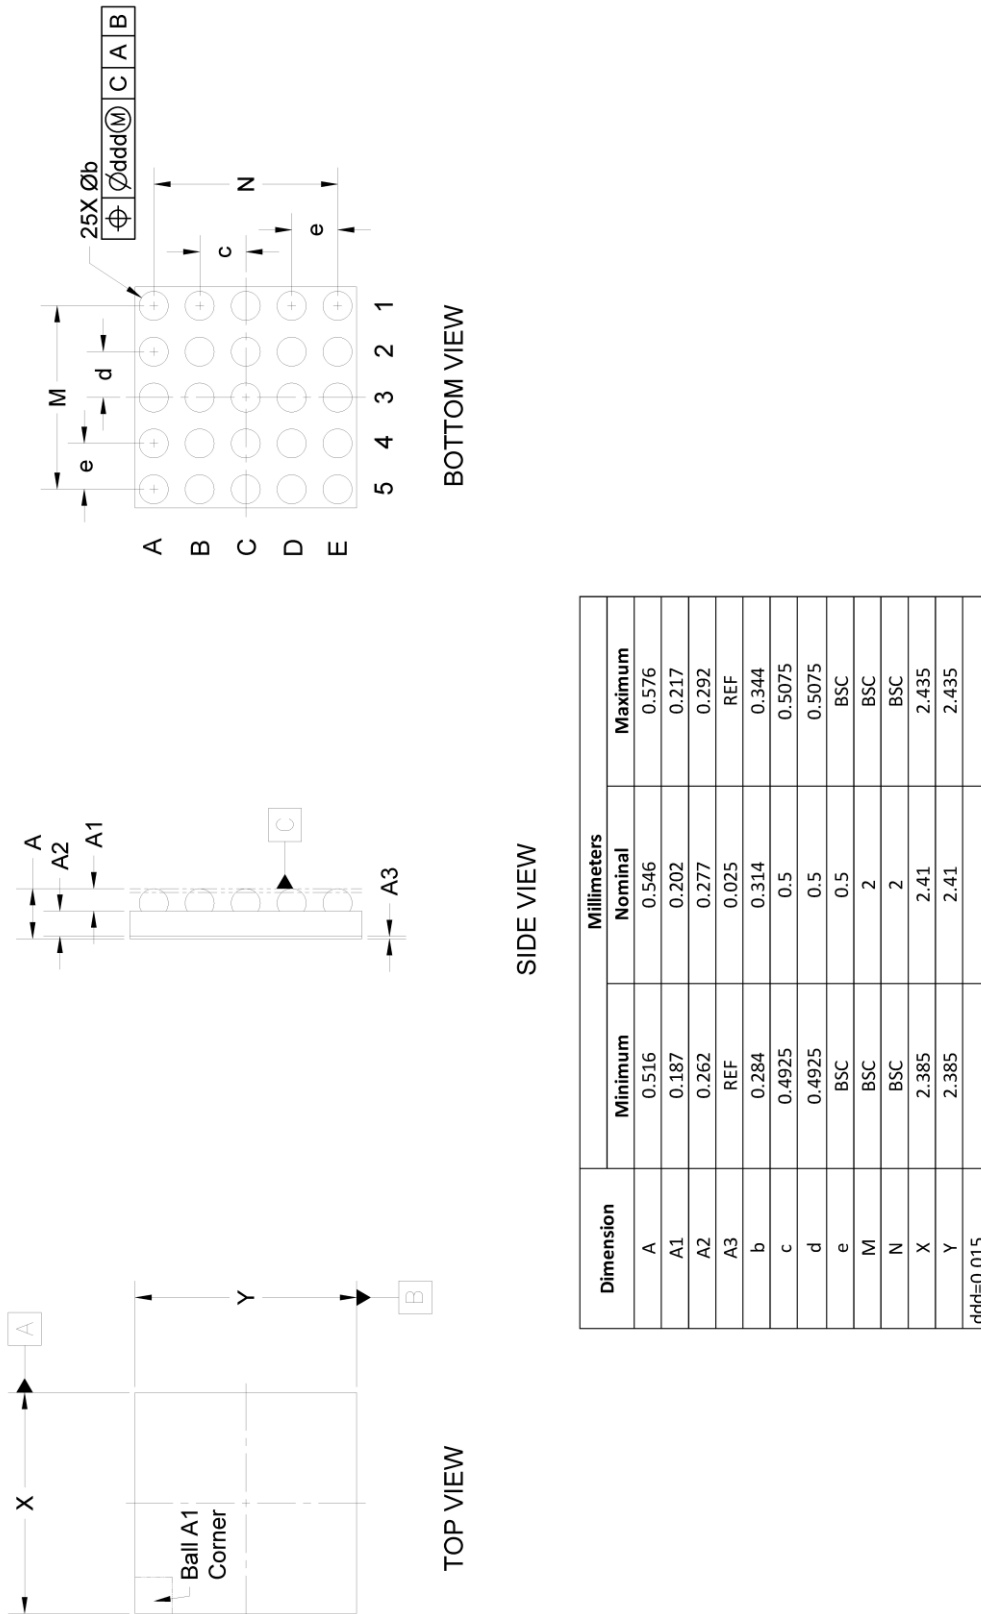 X
A
Ball A1
Corner
Y
B
TOP VIEW
A
A2
A1
C
A3
SIDE VIEW
25X Øb
⌖ Ødddⓜ C A B
M
d
e
N
c
e
A
B
C
D
E
5 4 3 2 1
BOTTOM VIEW
Dimension Millimeters
Minimum Nominal Maximum
A 0.516 0.546 0.576
A1 0.187 0.202 0.217
A2 0.262 0.277 0.292
A3 REF 0.025 REF
b 0.284 0.314 0.344
c 0.4925 0.5 0.5075
d 0.4925 0.5 0.5075
e BSC 0.5 BSC
M BSC 2 BSC
N BSC 2 BSC
X 2.385 2.41 2.435
Y 2.385 2.41 2.435
ddd=0.015